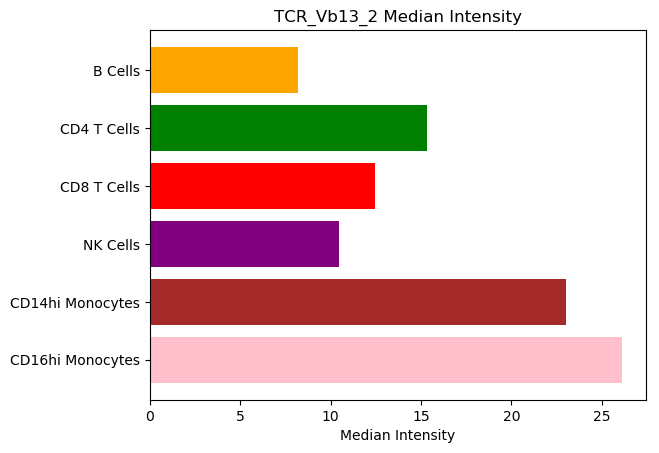 TCR_Vb13_2 Median Intensity
B Cells
CD4 T Cells
CD8 T Cells
NK Cells
CD14hi Monocytes
CD16hi Monocytes
0 5 10 15 20 25
Median Intensity